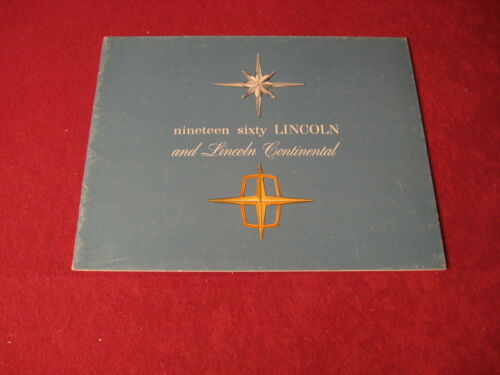 nineteen sixty LINCOLN
and Lincoln Continental